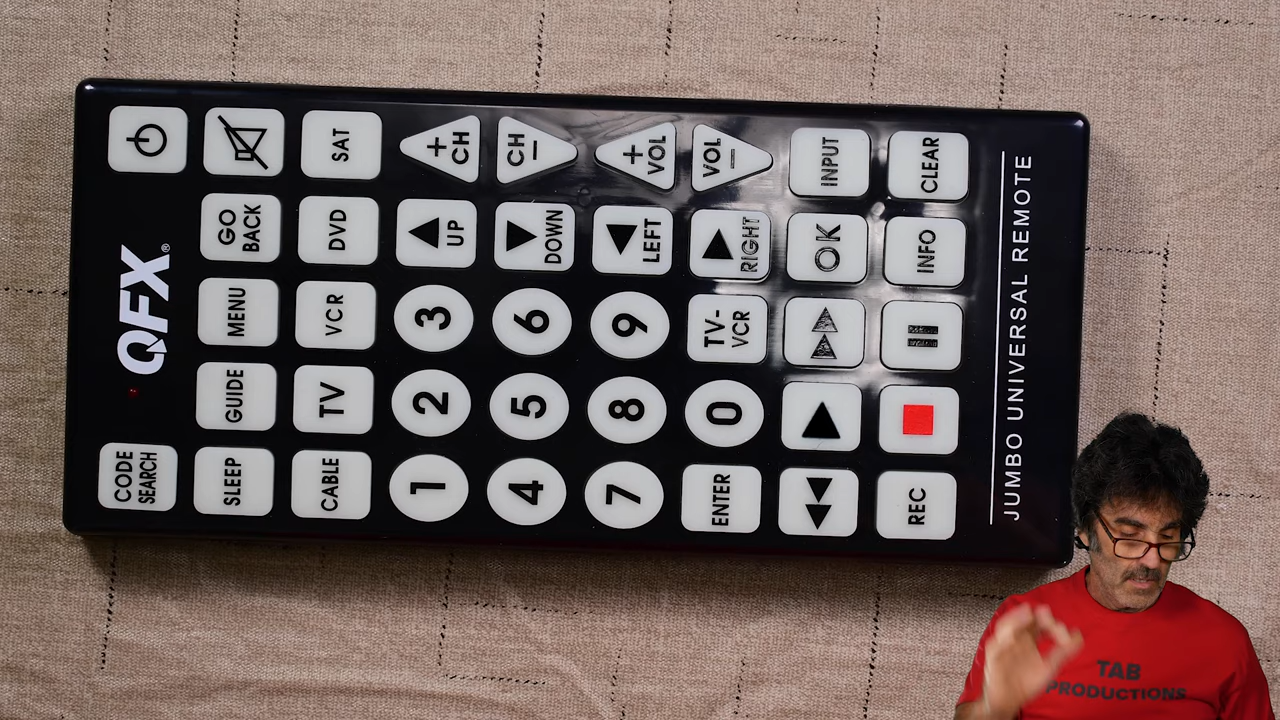 CODE
SEARCH
QFX®
SLEEP
GUIDE
MENU
GO
BACK
CABLE
TV
VCR
DVD
SAT
1
2
3
UP
+
CH
4
5
6
DOWN
CH
–
7
8
9
LEFT
+
VOL
ENTER
0
TV-
VCR
RIGHT
VOL
–
OK
INPUT
REC
INFO
CLEAR
JUMBO UNIVERSAL REMOTE
TAB
PRODUCTIONS